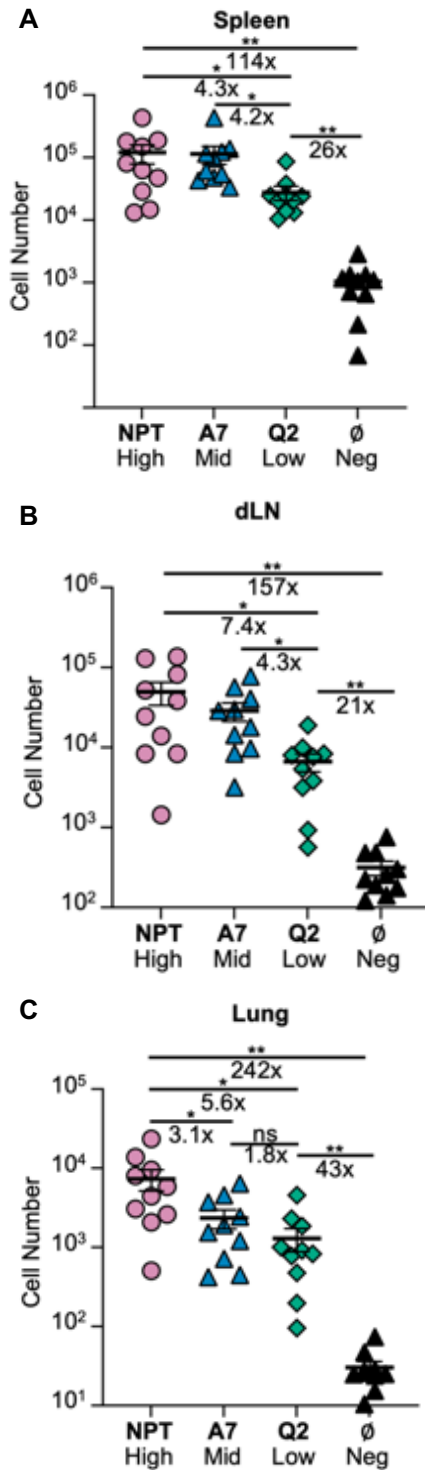 A
Spleen
**
114x
*
4.3x
*
4.2x
**
26x
Cell Number
10⁶
10⁵
10⁴
10³
10²
NPT A7 Q2 ø
High Mid Low Neg
B
dLN
**
157x
*
7.4x
*
4.3x
**
21x
Cell Number
10⁶
10⁵
10⁴
10³
10²
NPT A7 Q2 ø
High Mid Low Neg
C
Lung
**
242x
*
5.6x
*
3.1x
ns
1.8x
**
43x
Cell Number
10⁵
10⁴
10³
10²
10¹
NPT A7 Q2 ø
High Mid Low Neg